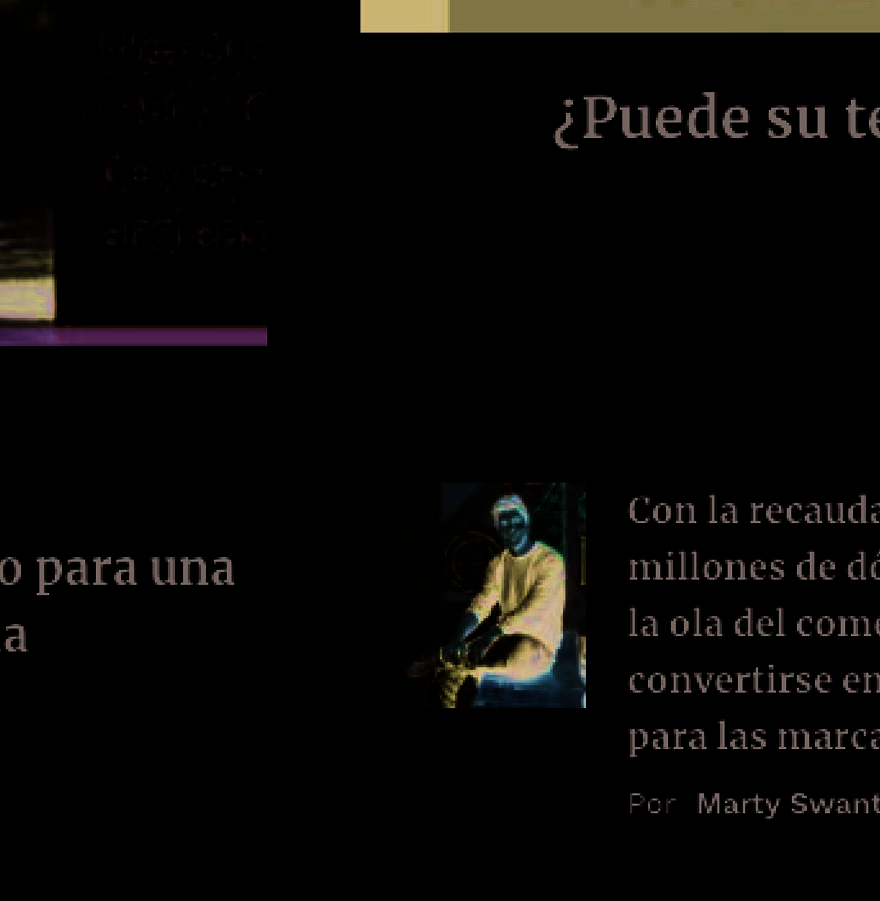 ¿Puede su te
o para una
a
Con la recauda
millones de dó
la ola del come
convertirse en
para las marca
Por Marty Swant